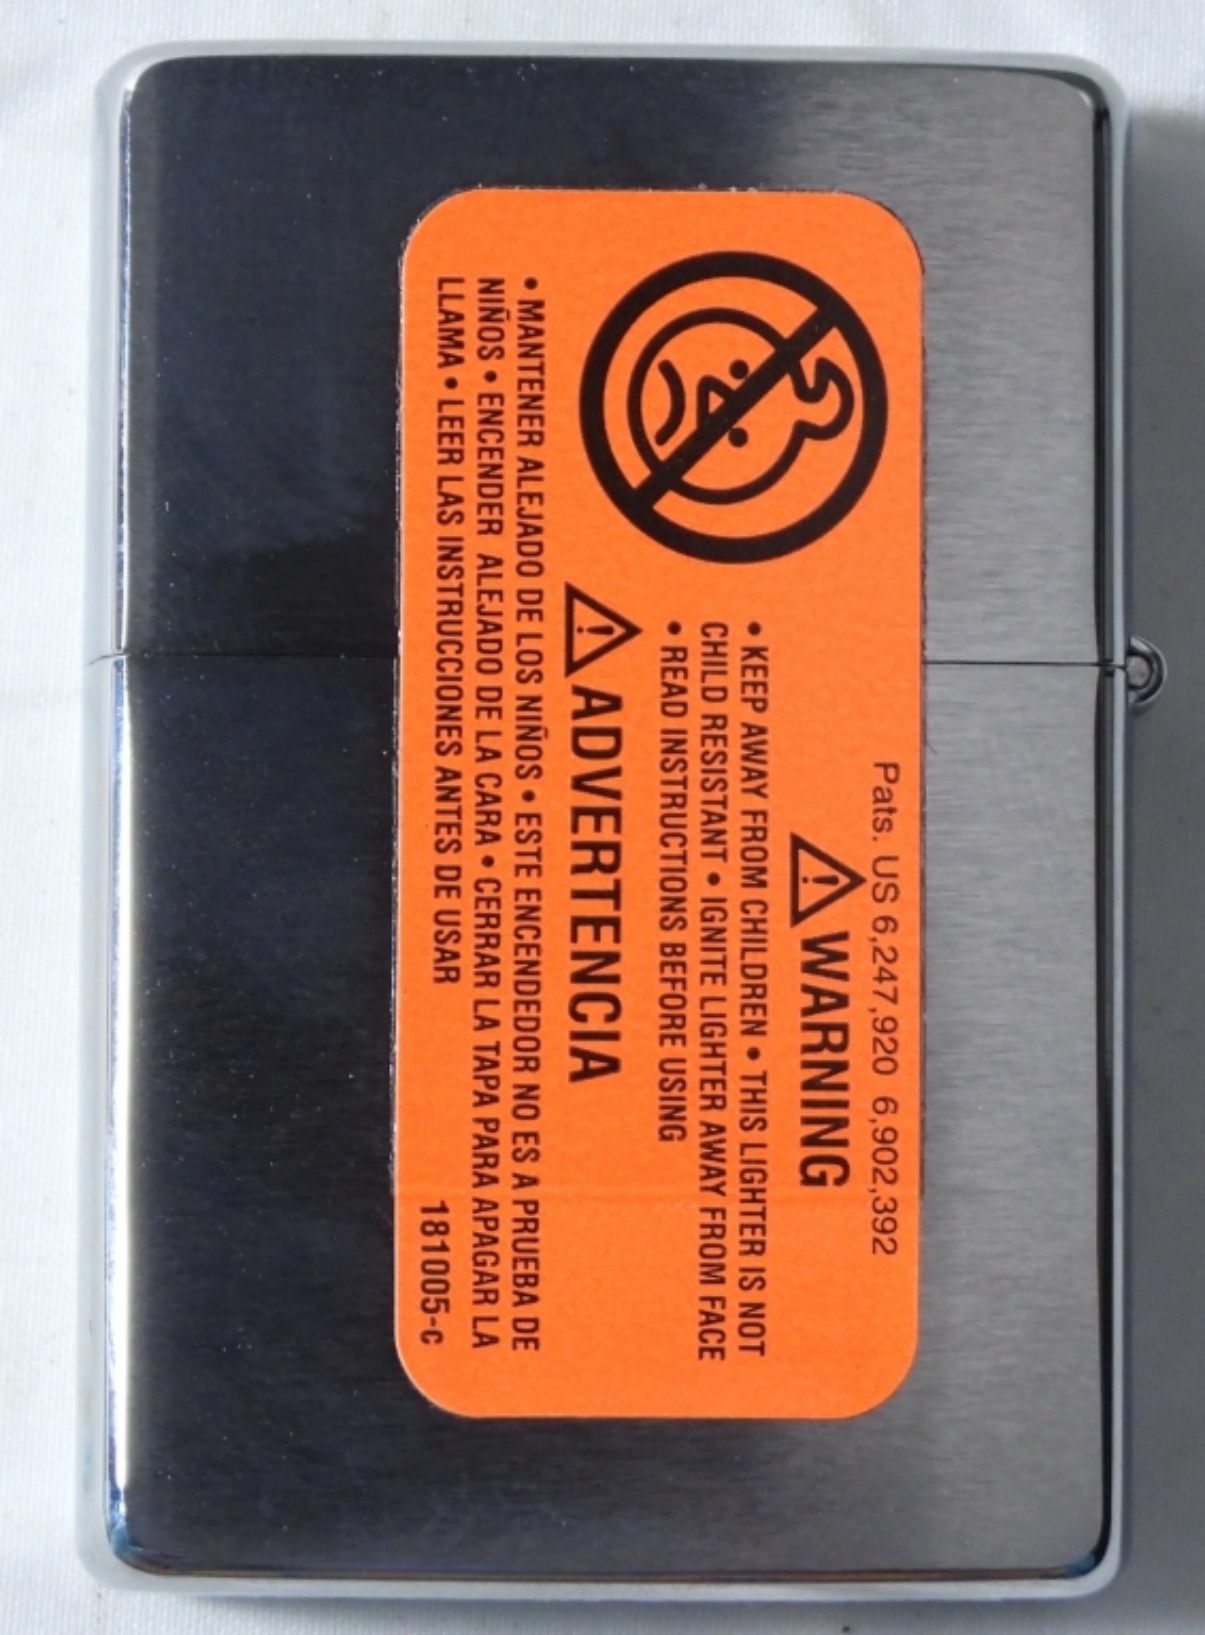 Pats. US 6,247,920 6,902,392
WARNING
• KEEP AWAY FROM CHILDREN • THIS LIGHTER IS NOT
CHILD RESISTANT • IGNITE LIGHTER AWAY FROM FACE
• READ INSTRUCTIONS BEFORE USING
ADVERTENCIA
• MANTENER ALEJADO DE LOS NIÑOS • ESTE ENCENDEDOR NO ES A PRUEBA DE
NIÑOS • ENCENDER ALEJADO DE LA CARA • CERRAR LA TAPA PARA APAGAR LA
LLAMA • LEER LAS INSTRUCCIONES ANTES DE USAR
181005-c